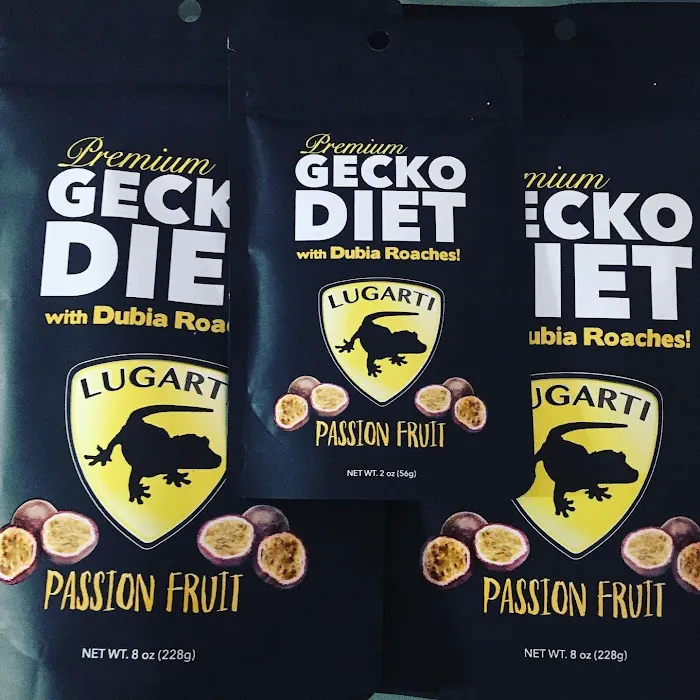 Premium
GECK
DIE
with Dubia Roac
LUGARTI
PASSION FRUIT
NET WT. 8 oz (228g)
Premium
GECKO
DIET
with Dubia Roaches!
LUGARTI
PASSION FRUIT
NET WT. 2 oz (56g)
mium
ECKO
IET
ubia Roaches!
UGARTI
PASSION FRUIT
NET WT. 8 oz (228g)